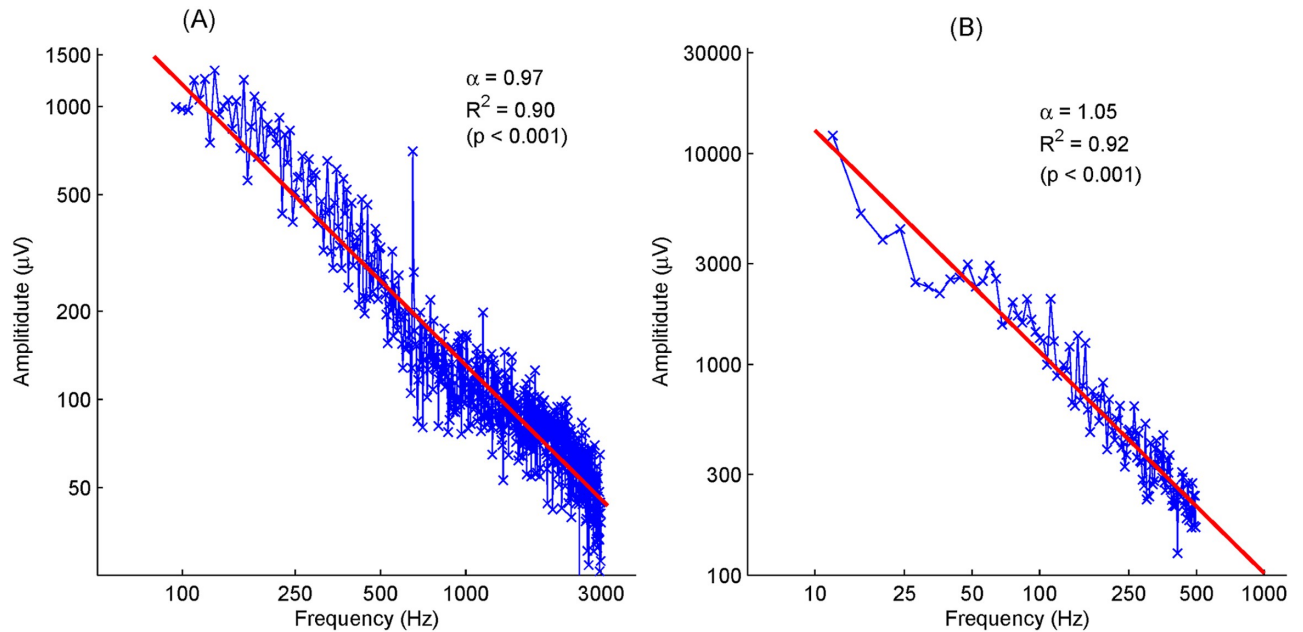 (A)
1500
1000
500
200
100
50
α = 0.97
R2 = 0.90
(p < 0.001)
Amplitidute (μV)
100 250 500 1000 3000
Frequency (Hz)
(B)
30000
10000
3000
1000
300
100
α = 1.05
R2 = 0.92
(p < 0.001)
Amplitidute (μV)
10 25 50 100 250 500 1000
Frequency (Hz)